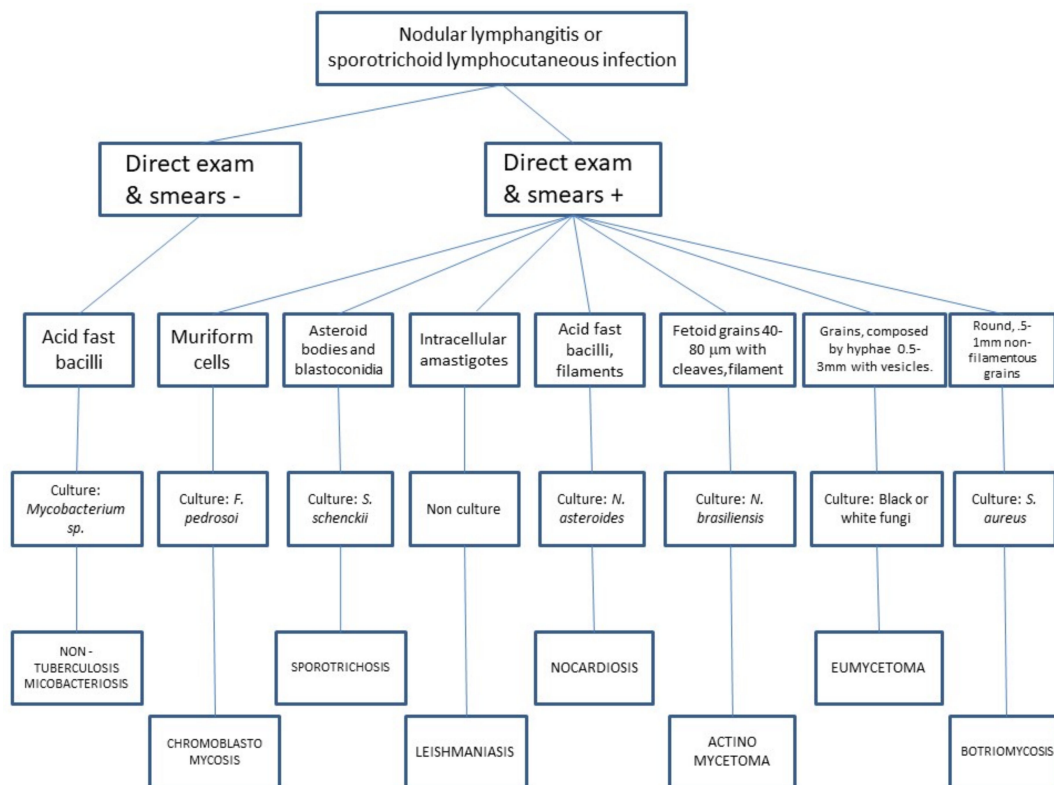 Nodular lymphangitis or
sporotrichoid lymphocutaneous infection
Direct exam
& smears -
Direct exam
& smears +
Acid fast
bacilli
Muriform
cells
Asteroid
bodies and
blastoconidia
Intracellular
amastigotes
Acid fast
bacilli,
filaments
Fetoid grains 40-
80 μm with
cleaves,filament
Grains, composed
by hyphae 0.5-
3mm with vesicles.
Round, .5-
1mm non-
filamentous
grains
Culture:
Mycobacterium
sp.
Culture: F.
pedrosoi
Culture: S.
schenckii
Non culture
Culture: N.
asteroides
Culture: N.
brasiliensis
Culture: Black or
white fungi
Culture: S.
aureus
NON -
TUBERCULOSIS
MICOBACTERIOSIS
SPOROTRICHOSIS
NOCARDIOSIS
EUMYCETOMA
CHROMOBLASTO
MYCOSIS
LEISHMANIASIS
ACTINO
MYCETOMA
BOTRIOMYCOSIS